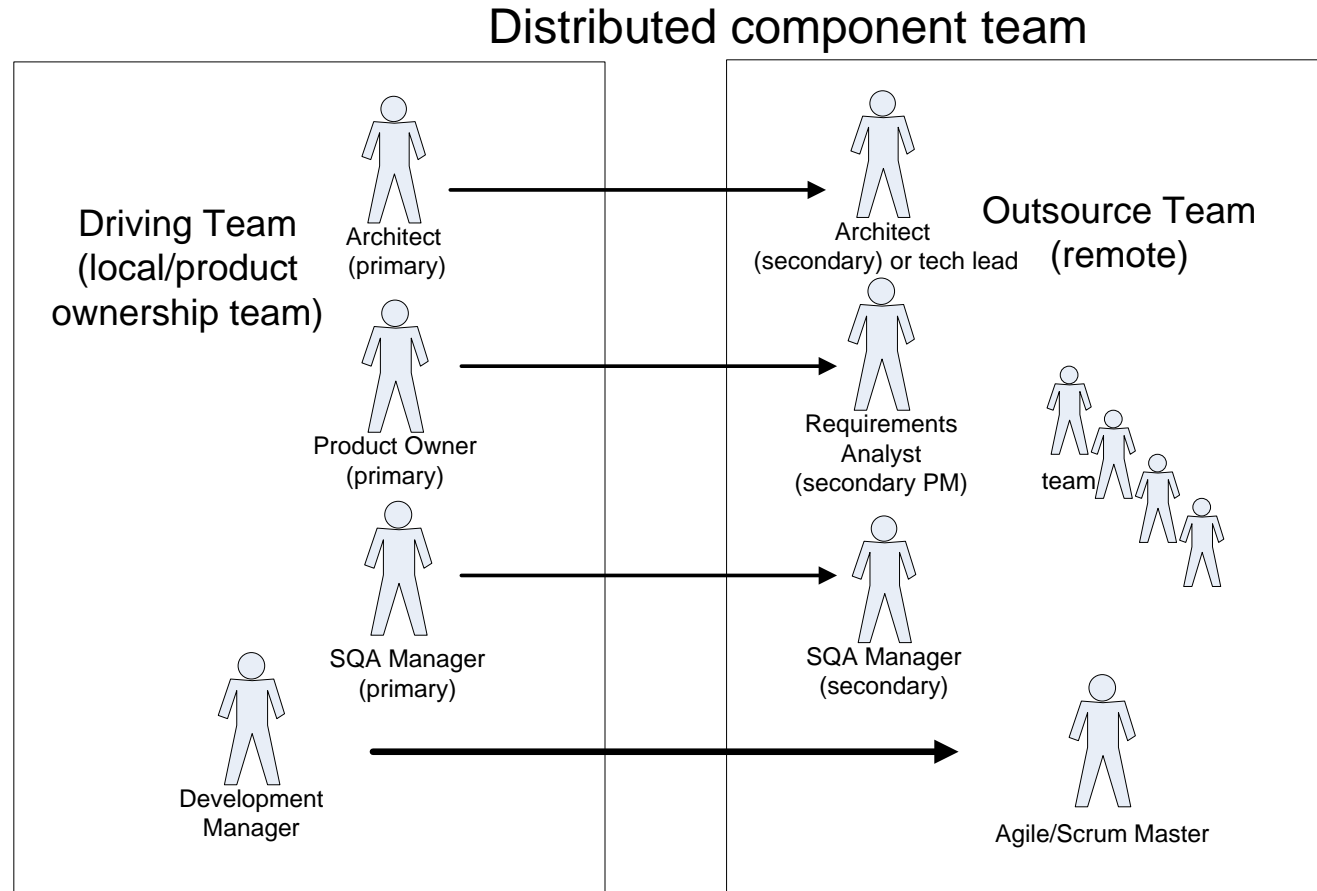 Distributed component team
Driving Team
(local/product
ownership team)
Architect
(primary)
Product Owner
(primary)
SQA Manager
(primary)
Development
Manager
Outsource Team
(remote)
Architect
(secondary) or tech lead
Requirements
Analyst
(secondary PM)
team
SQA Manager
(secondary)
Agile/Scrum Master